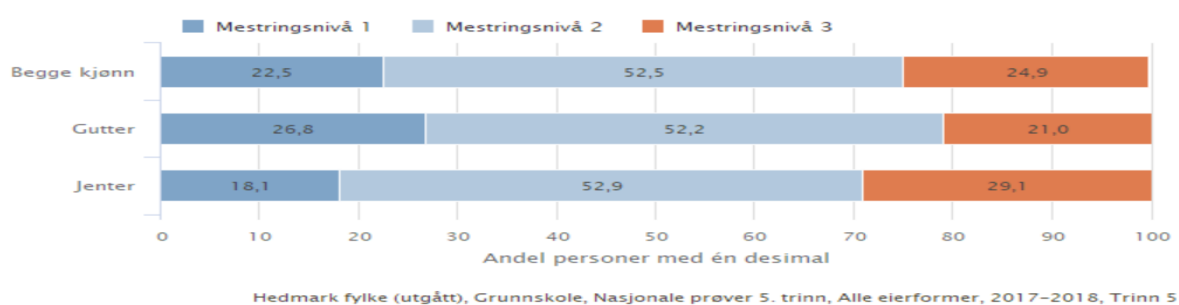 Mestringsnivå 1 Mestringsnivå 2 Mestringsnivå 3
Begge kjønn 22,5 52,5 24,9
Gutter 26,8 52,2 21,0
Jenter 18,1 52,9 29,1
0 10 20 30 40 50 60 70 80 90 100
Andel personer med én desimal
Hedmark fylke (utgått), Grunnskole, Nasjonale prøver 5. trinn, Alle eierformer, 2017-2018, Trinn 5